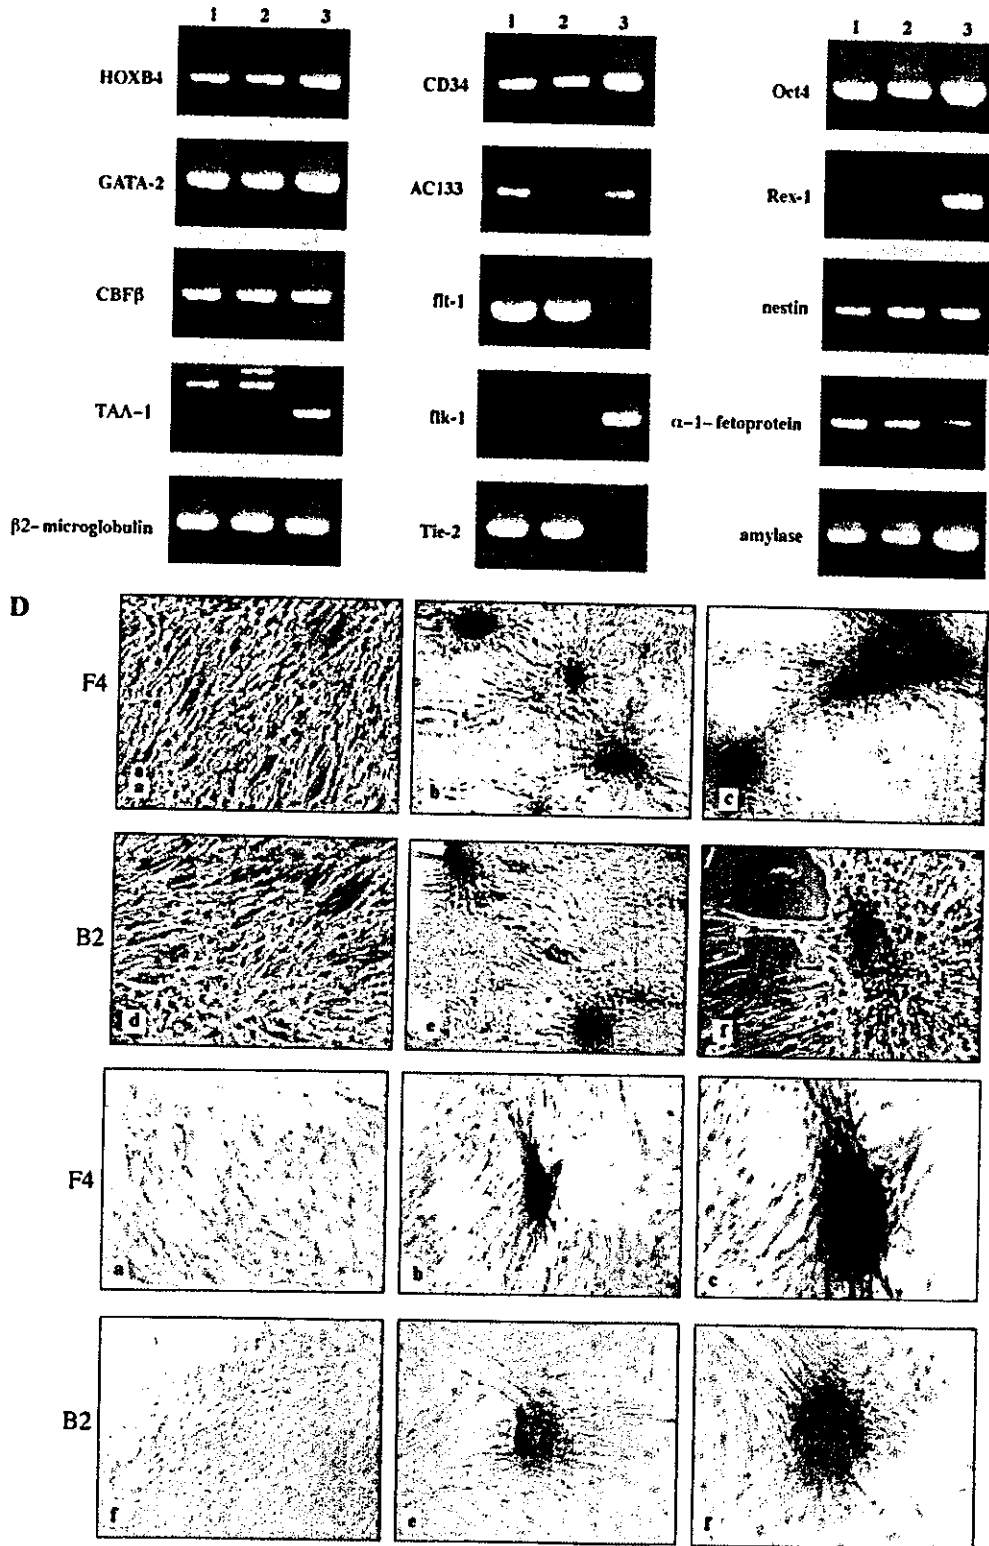 1 2 3
HOXB4
GATA-2
CBFβ
TAA-1
β2-microglobulin
1 2 3
CD34
AC133
flt-1
flk-1
Tie-2
1 2 3
Oct4
Rex-1
nestin
α-1-fetoprotein
amylase
D
F4
a
b
c
B2
d
e
f
F4
a
b
c
B2
f
e
f